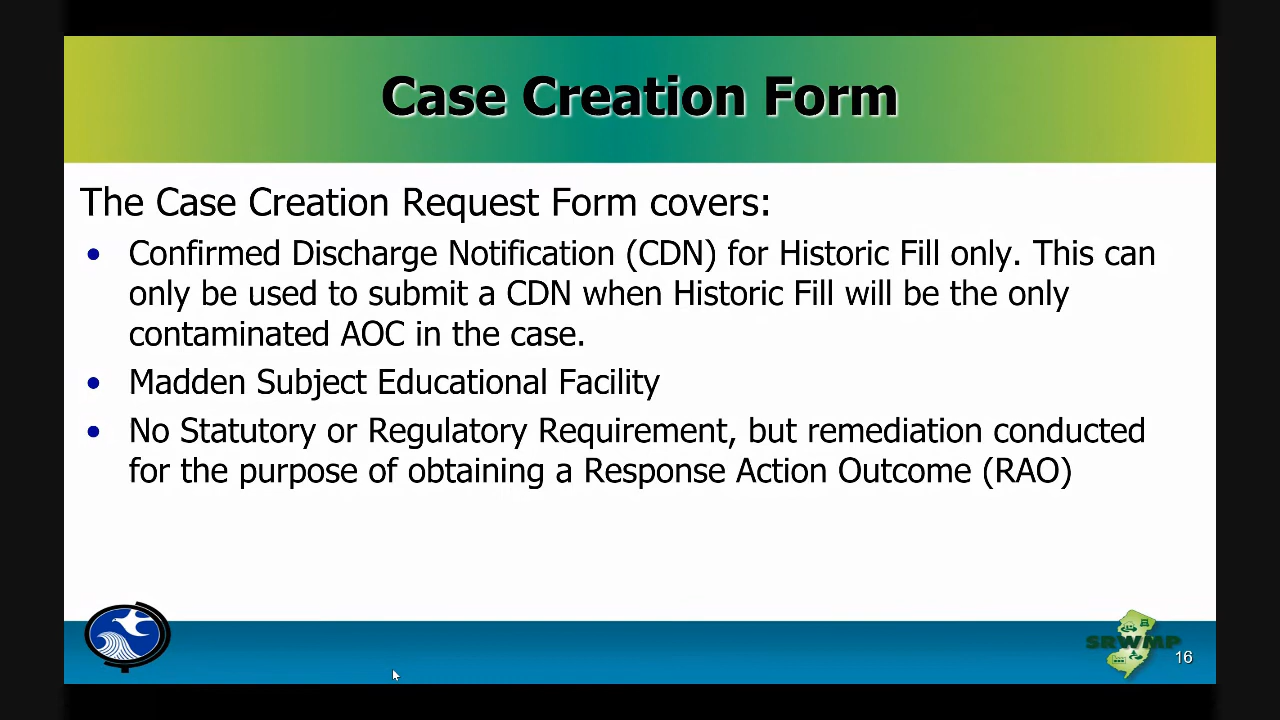 Case Creation Form
The Case Creation Request Form covers:
• Confirmed Discharge Notification (CDN) for Historic Fill only. This can
only be used to submit a CDN when Historic Fill will be the only
contaminated AOC in the case.
• Madden Subject Educational Facility
• No Statutory or Regulatory Requirement, but remediation conducted
for the purpose of obtaining a Response Action Outcome (RAO)
SRWMP
16